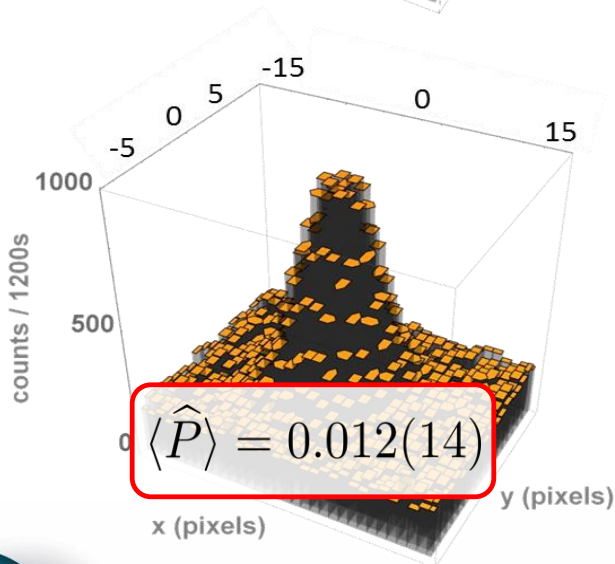 -15
5
0
0
-5
15
1000
counts / 1200s
500
0
⟨P̂⟩ = 0.012(14)
y (pixels)
x (pixels)